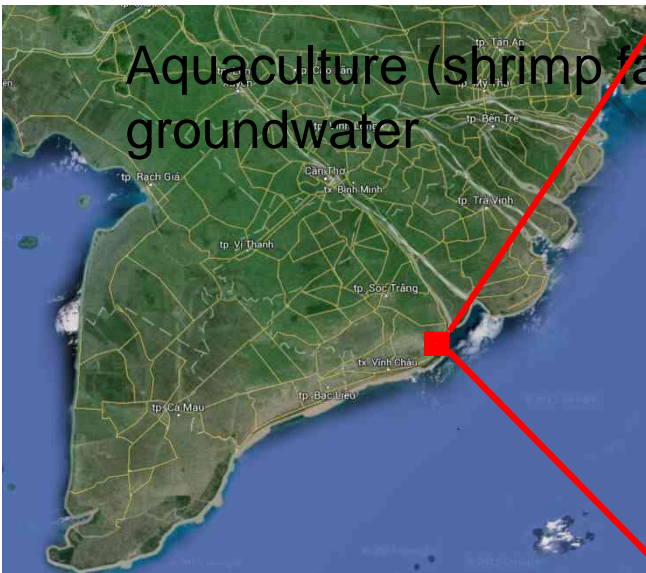 tp. Tân An
Aquaculture (shrimp fa
tp. Mỹ Tho
groundwater
tp. Bến Tre
tp. Rạch Giá
Cần Thơ
tx. Bình Minh
tp. Trà Vinh
tp. Vị Thanh
tp. Sóc Trăng
tx. Vĩnh Châu
tp. Bạc Liêu
tp. Cà Mau